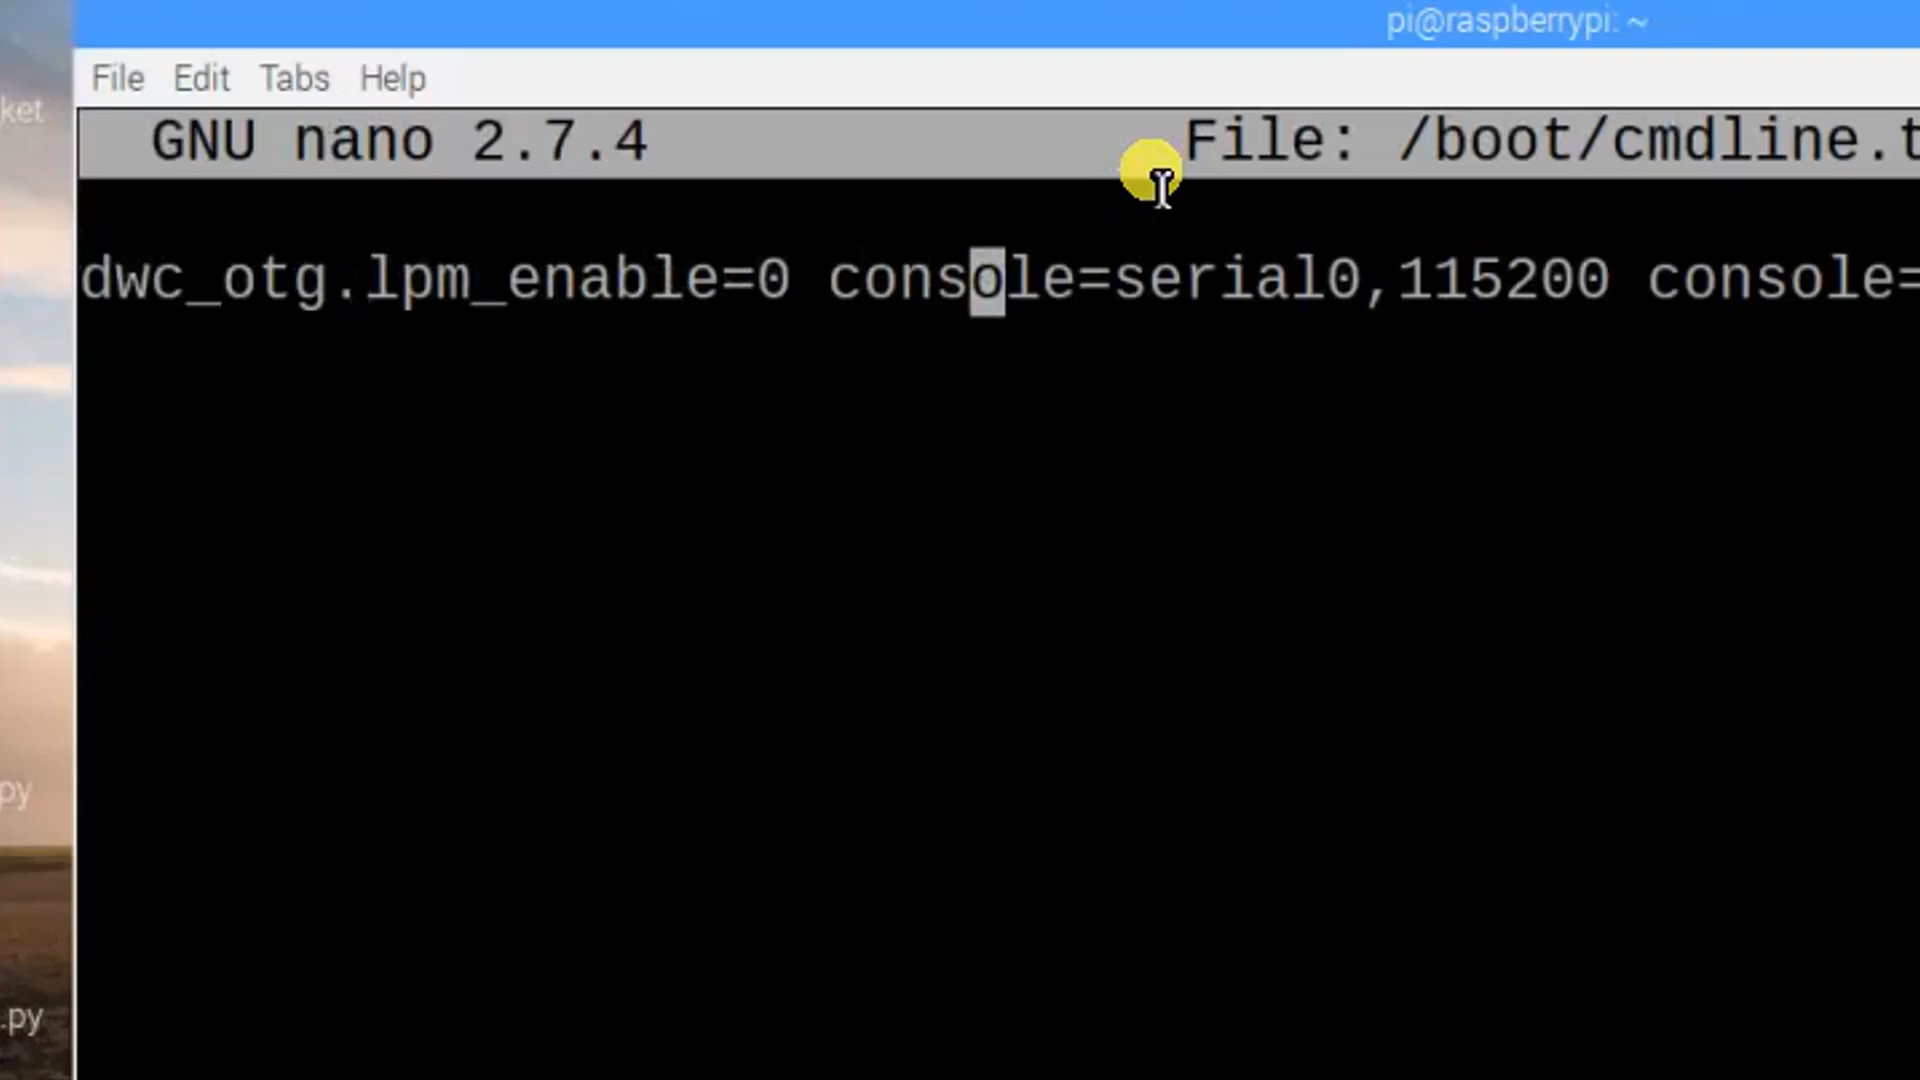 pi@raspberrypi: ~
File Edit Tabs Help
ket
GNU nano 2.7.4 File: /boot/cmdline.t
dwc_otg.lpm_enable=0 console=serial0,115200 console=
py
.py